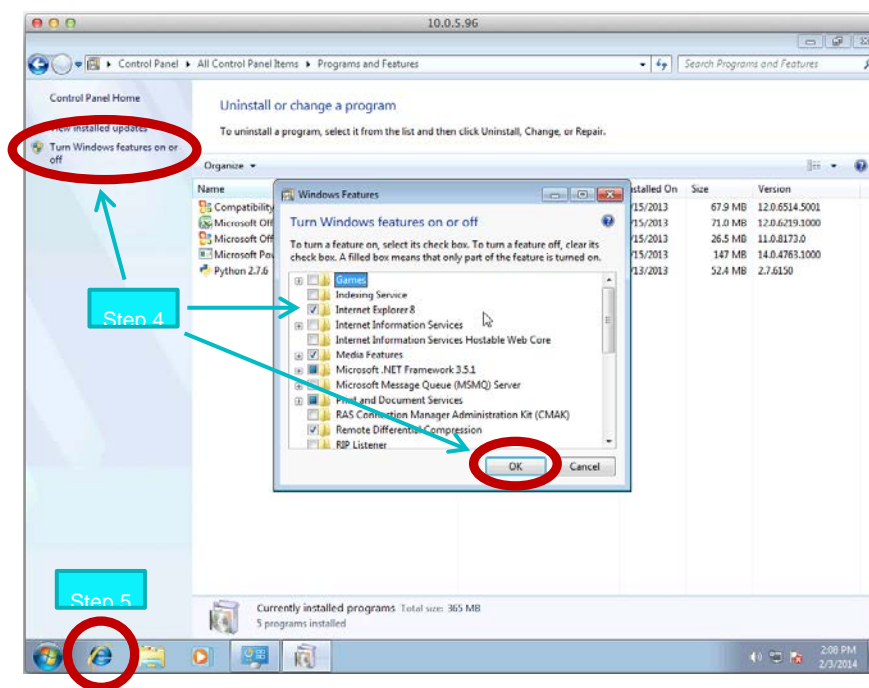 10.0.5.96
Control Panel ▸ All Control Panel Items ▸ Programs and Features
Search Programs and Features
Control Panel Home
View installed updates
Turn Windows features on or off
Uninstall or change a program
To uninstall a program, select it from the list and then click Uninstall, Change, or Repair.
Organize
Name
stalled On Size Version
Compatibility /15/2013 67.9 MB 12.0.6514.5001
Microsoft Off /15/2013 71.0 MB 12.0.6219.1000
Microsoft Off /15/2013 26.5 MB 11.0.8173.0
Microsoft Pow /15/2013 147 MB 14.0.4763.1000
Python 2.7.6 /13/2013 52.4 MB 2.7.6150
Windows Features
Turn Windows features on or off
To turn a feature on, select its check box. To turn a feature off, clear its
check box. A filled box means that only part of the feature is turned on.
Games
Indexing Service
Internet Explorer 8
Internet Information Services
Internet Information Services Hostable Web Core
Media Features
Microsoft .NET Framework 3.5.1
Microsoft Message Queue (MSMQ) Server
Print and Document Services
RAS Connection Manager Administration Kit (CMAK)
Remote Differential Compression
RIP Listener
OK Cancel
Step 4
Step 5
Currently installed programs Total size: 365 MB
5 programs installed
2:08 PM
2/3/2014